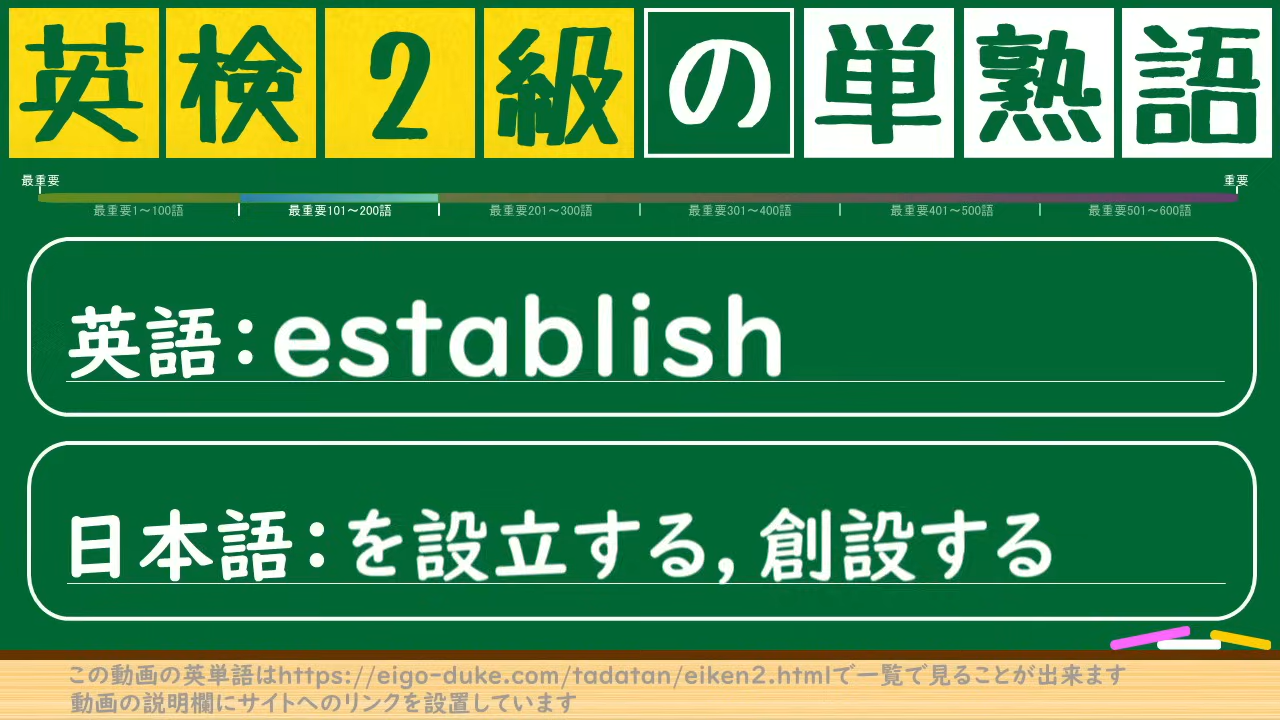 英検2級の単熟語
最重要 重要
最重要1～100語 最重要101～200語 最重要201～300語 最重要301～400語 最重要401～500語 最重要501～600語
英語：establish
日本語：を設立する, 創設する
この動画の英単語はhttps://eigo-duke.com/tadatan/eiken2.htmlで一覧で見ることが出来ます
動画の説明欄にサイトへのリンクを設置しています